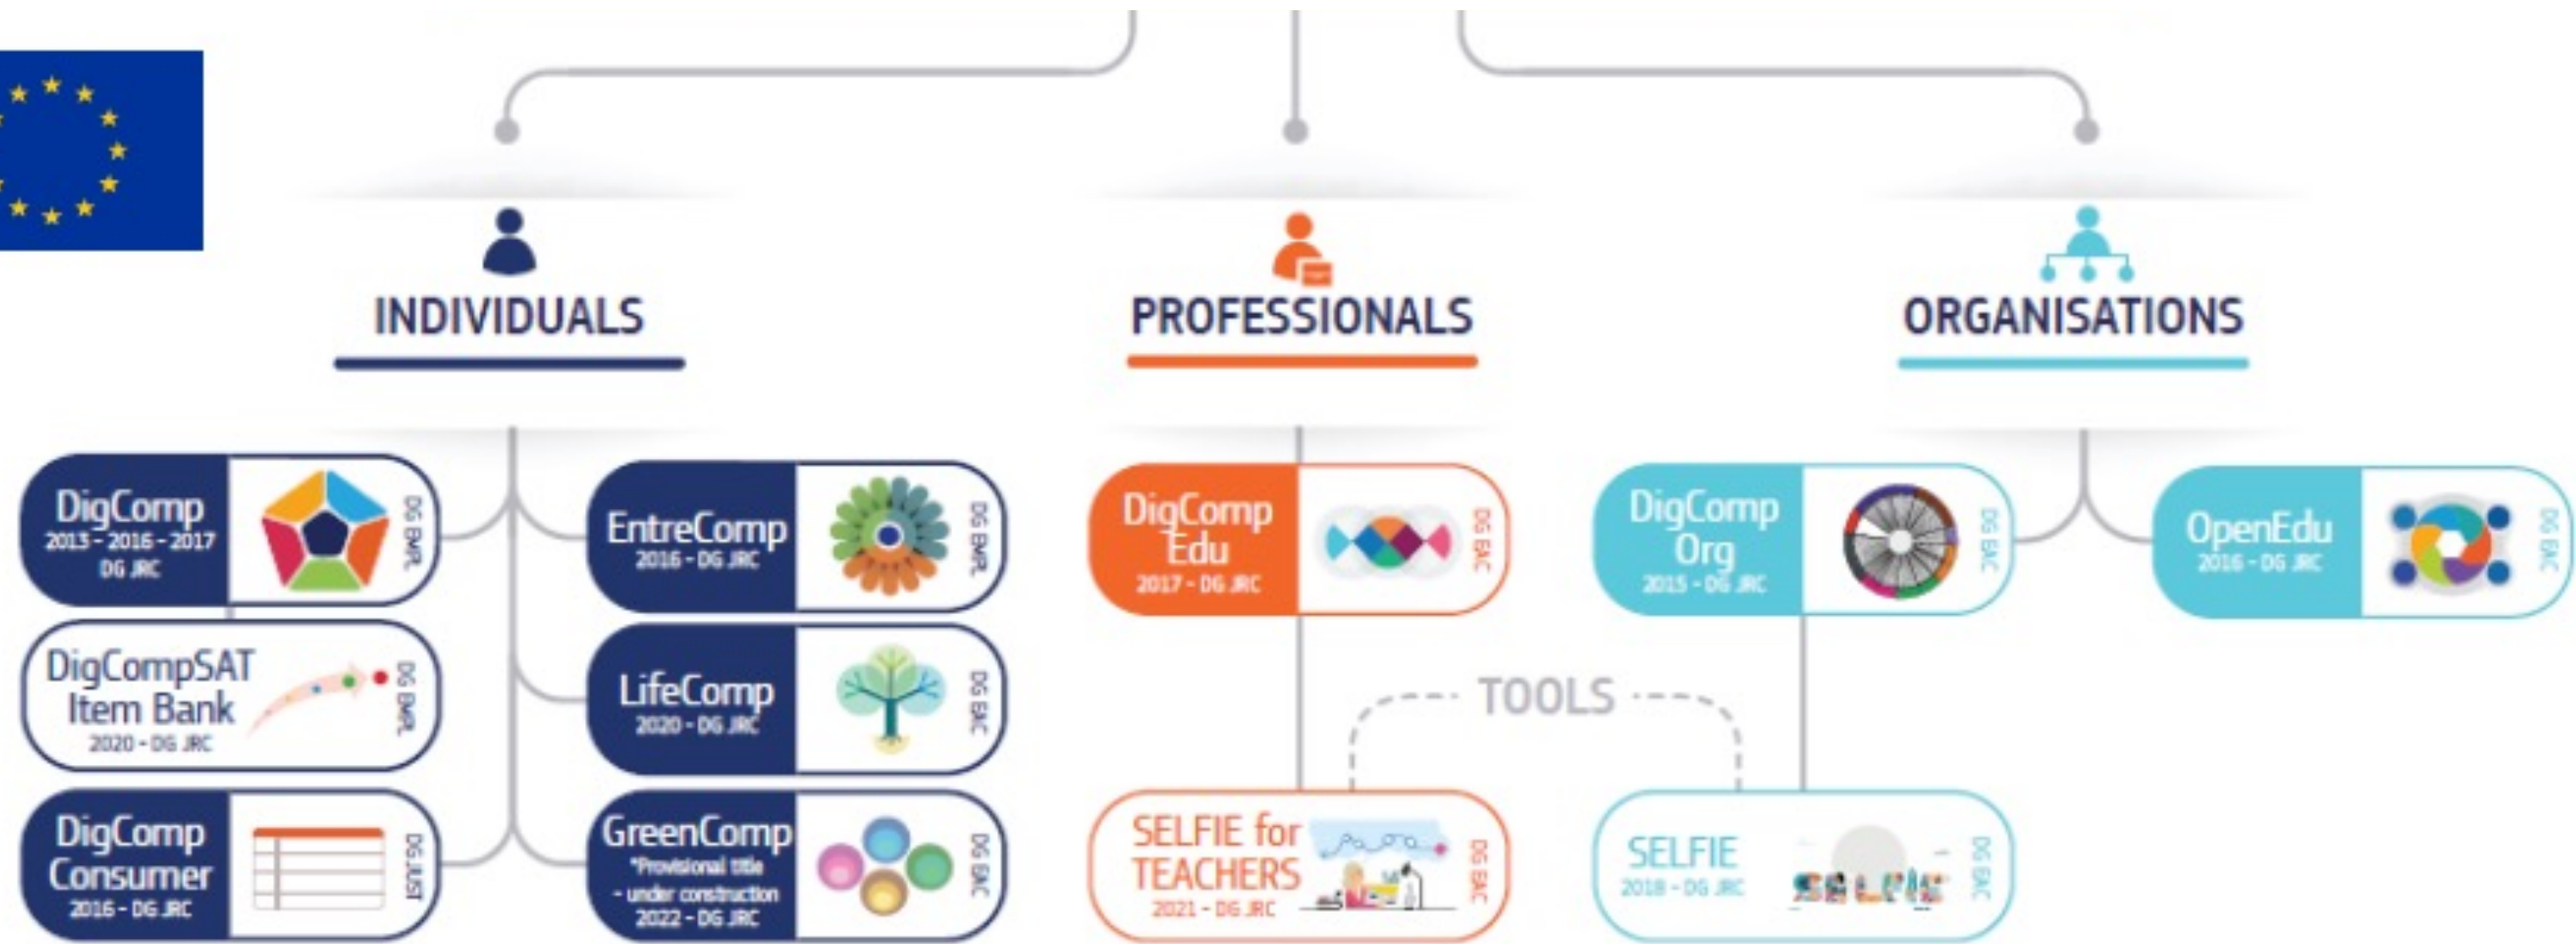 INDIVIDUALS
PROFESSIONALS
ORGANISATIONS
DigComp
2013 - 2016 - 2017
DG JRC
DG EMPL
EntreComp
2016 - DG JRC
DG EMPL
DigComp
Edu
2017 - DG JRC
DG EAC
DigComp
Org
2015 - DG JRC
DG EAC
OpenEdu
2016 - DG JRC
DG EAC
DigCompSAT
Item Bank
2020 - DG JRC
DG EMPL
LifeComp
2020 - DG JRC
DG EAC
TOOLS
DigComp
Consumer
2016 - DG JRC
DG JUST
GreenComp
*Provisional title
- under construction
2022 - DG JRC
DG EAC
SELFIE for
TEACHERS
2021 - DG JRC
DG EAC
SELFIE
2018 - DG JRC
SELFIE
DG EAC